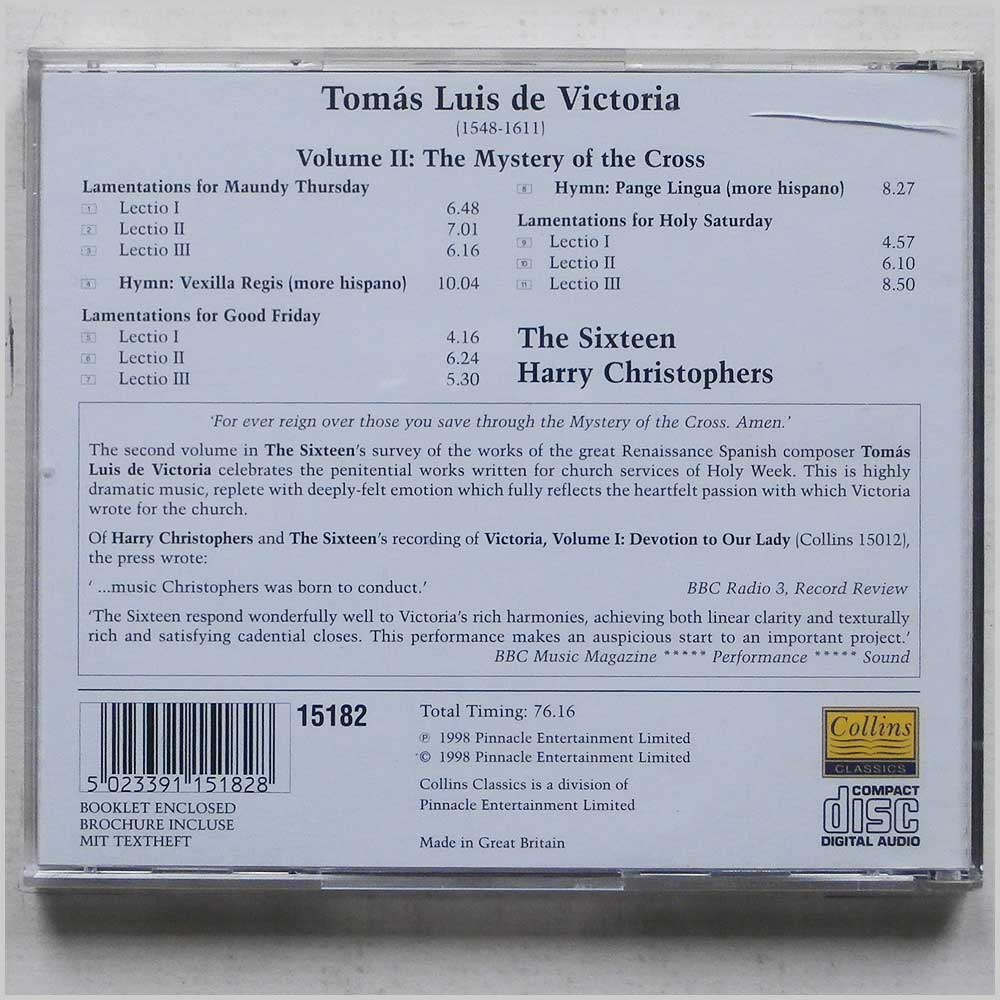 Tomás Luis de Victoria
(1548-1611)
Volume II: The Mystery of the Cross
Lamentations for Maundy Thursday
1 Lectio I 6.48
2 Lectio II 7.01
3 Lectio III 6.16
4 Hymn: Vexilla Regis (more hispano) 10.04
Lamentations for Good Friday
5 Lectio I 4.16
6 Lectio II 6.24
7 Lectio III 5.30
8 Hymn: Pange Lingua (more hispano) 8.27
Lamentations for Holy Saturday
9 Lectio I 4.57
10 Lectio II 6.10
11 Lectio III 8.50
The Sixteen
Harry Christophers
'For ever reign over those you save through the Mystery of the Cross. Amen.'
The second volume in The Sixteen's survey of the works of the great Renaissance Spanish composer Tomás
Luis de Victoria celebrates the penitential works written for church services of Holy Week. This is highly
dramatic music, replete with deeply-felt emotion which fully reflects the heartfelt passion with which Victoria
wrote for the church.
Of Harry Christophers and The Sixteen's recording of Victoria, Volume I: Devotion to Our Lady (Collins 15012),
the press wrote:
' ...music Christophers was born to conduct.' BBC Radio 3, Record Review
'The Sixteen respond wonderfully well to Victoria's rich harmonies, achieving both linear clarity and texturally
rich and satisfying cadential closes. This performance makes an auspicious start to an important project.'
BBC Music Magazine ***** Performance ***** Sound
15182
5 023391 151828
BOOKLET ENCLOSED
BROCHURE INCLUSE
MIT TEXTHEFT
Total Timing: 76.16
℗ 1998 Pinnacle Entertainment Limited
© 1998 Pinnacle Entertainment Limited
Collins Classics is a division of
Pinnacle Entertainment Limited
Made in Great Britain
Collins
CLASSICS
COMPACT
disc
DIGITAL AUDIO